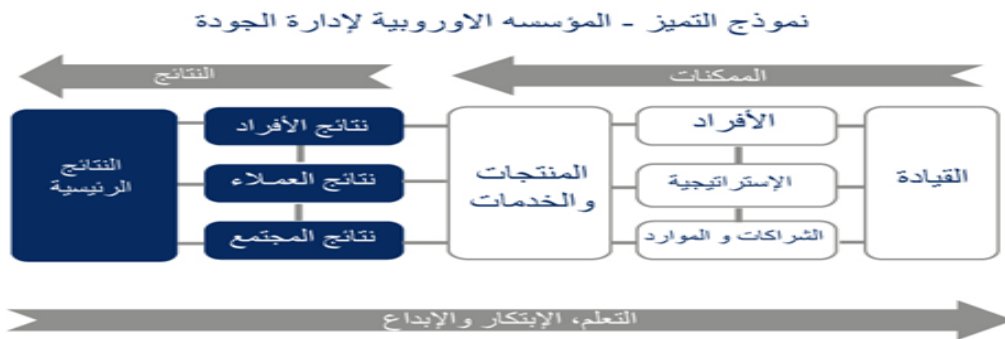 نموذج التميز - المؤسسه الاوروبية لإدارة الجودة
الممكنات
النتائج
القيادة
الأفراد
الإستراتيجية
الشراكات و الموارد
المنتجات
والخدمات
نتائج الأفراد
نتائج العملاء
نتائج المجتمع
النتائج
الرئيسية
التعلم، الإبتكار والإبداع